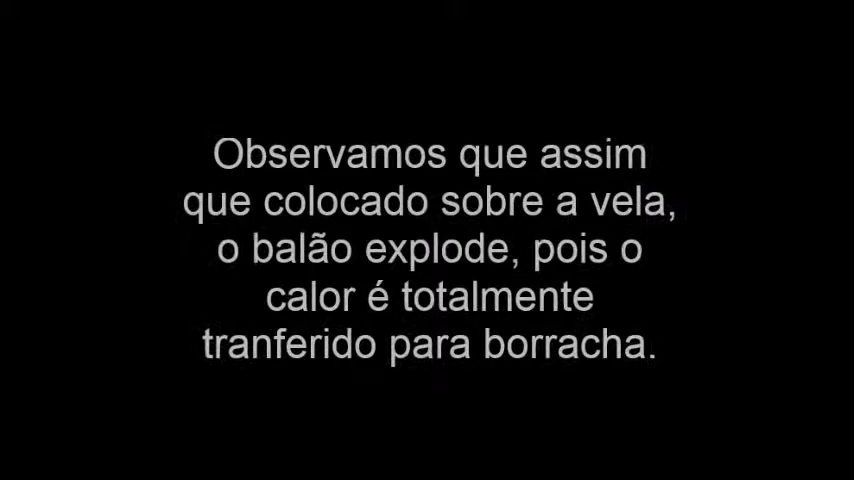 Observamos que assim
que colocado sobre a vela,
o balão explode, pois o
calor é totalmente
tranferido para borracha.